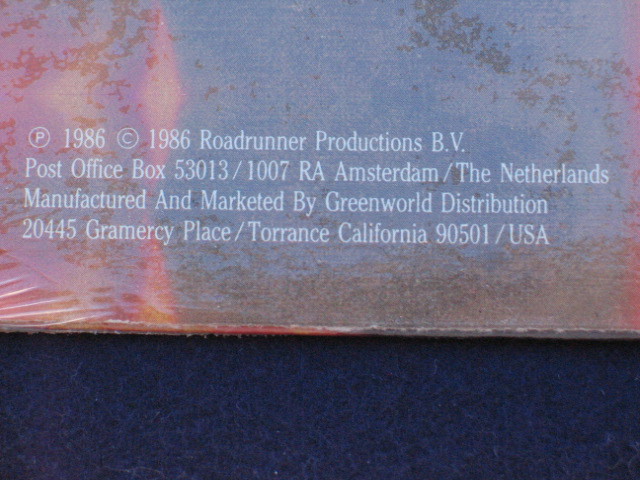 ℗ 1986 © 1986 Roadrunner Productions B.V.
Post Office Box 53013/1007 RA Amsterdam/The Netherlands
Manufactured And Marketed By Greenworld Distribution
20445 Gramercy Place/Torrance California 90501/USA